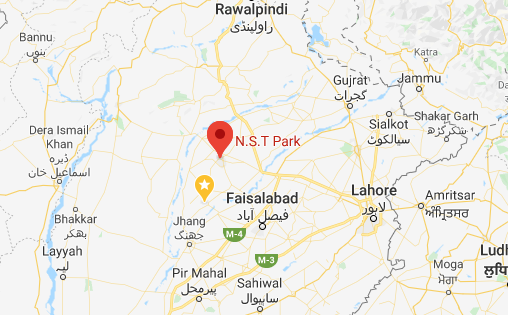 Rawalpindi
راولپنڈی
Bannu
بنوں
Katra
Gujrat
گجرات
Jammu
Sialkot
سیالکوٹ
Shakar Garh
شکرگڑھ
Dera Ismail
Khan
ڈیرہ
اسماعیل خان
N.S.T Park
Faisalabad
فیصل آباد
Lahore
لاہور
Amritsar
ਅੰਮ੍ਰਿਤਸਰ
Bhakkar
بھکر
Jhang
جھنگ
M-4
Layyah
لیہ
M-3
Moga
ਮੋਗਾ
Ludh
Pir Mahal
پیرمحل
Sahiwal
ساہیوال